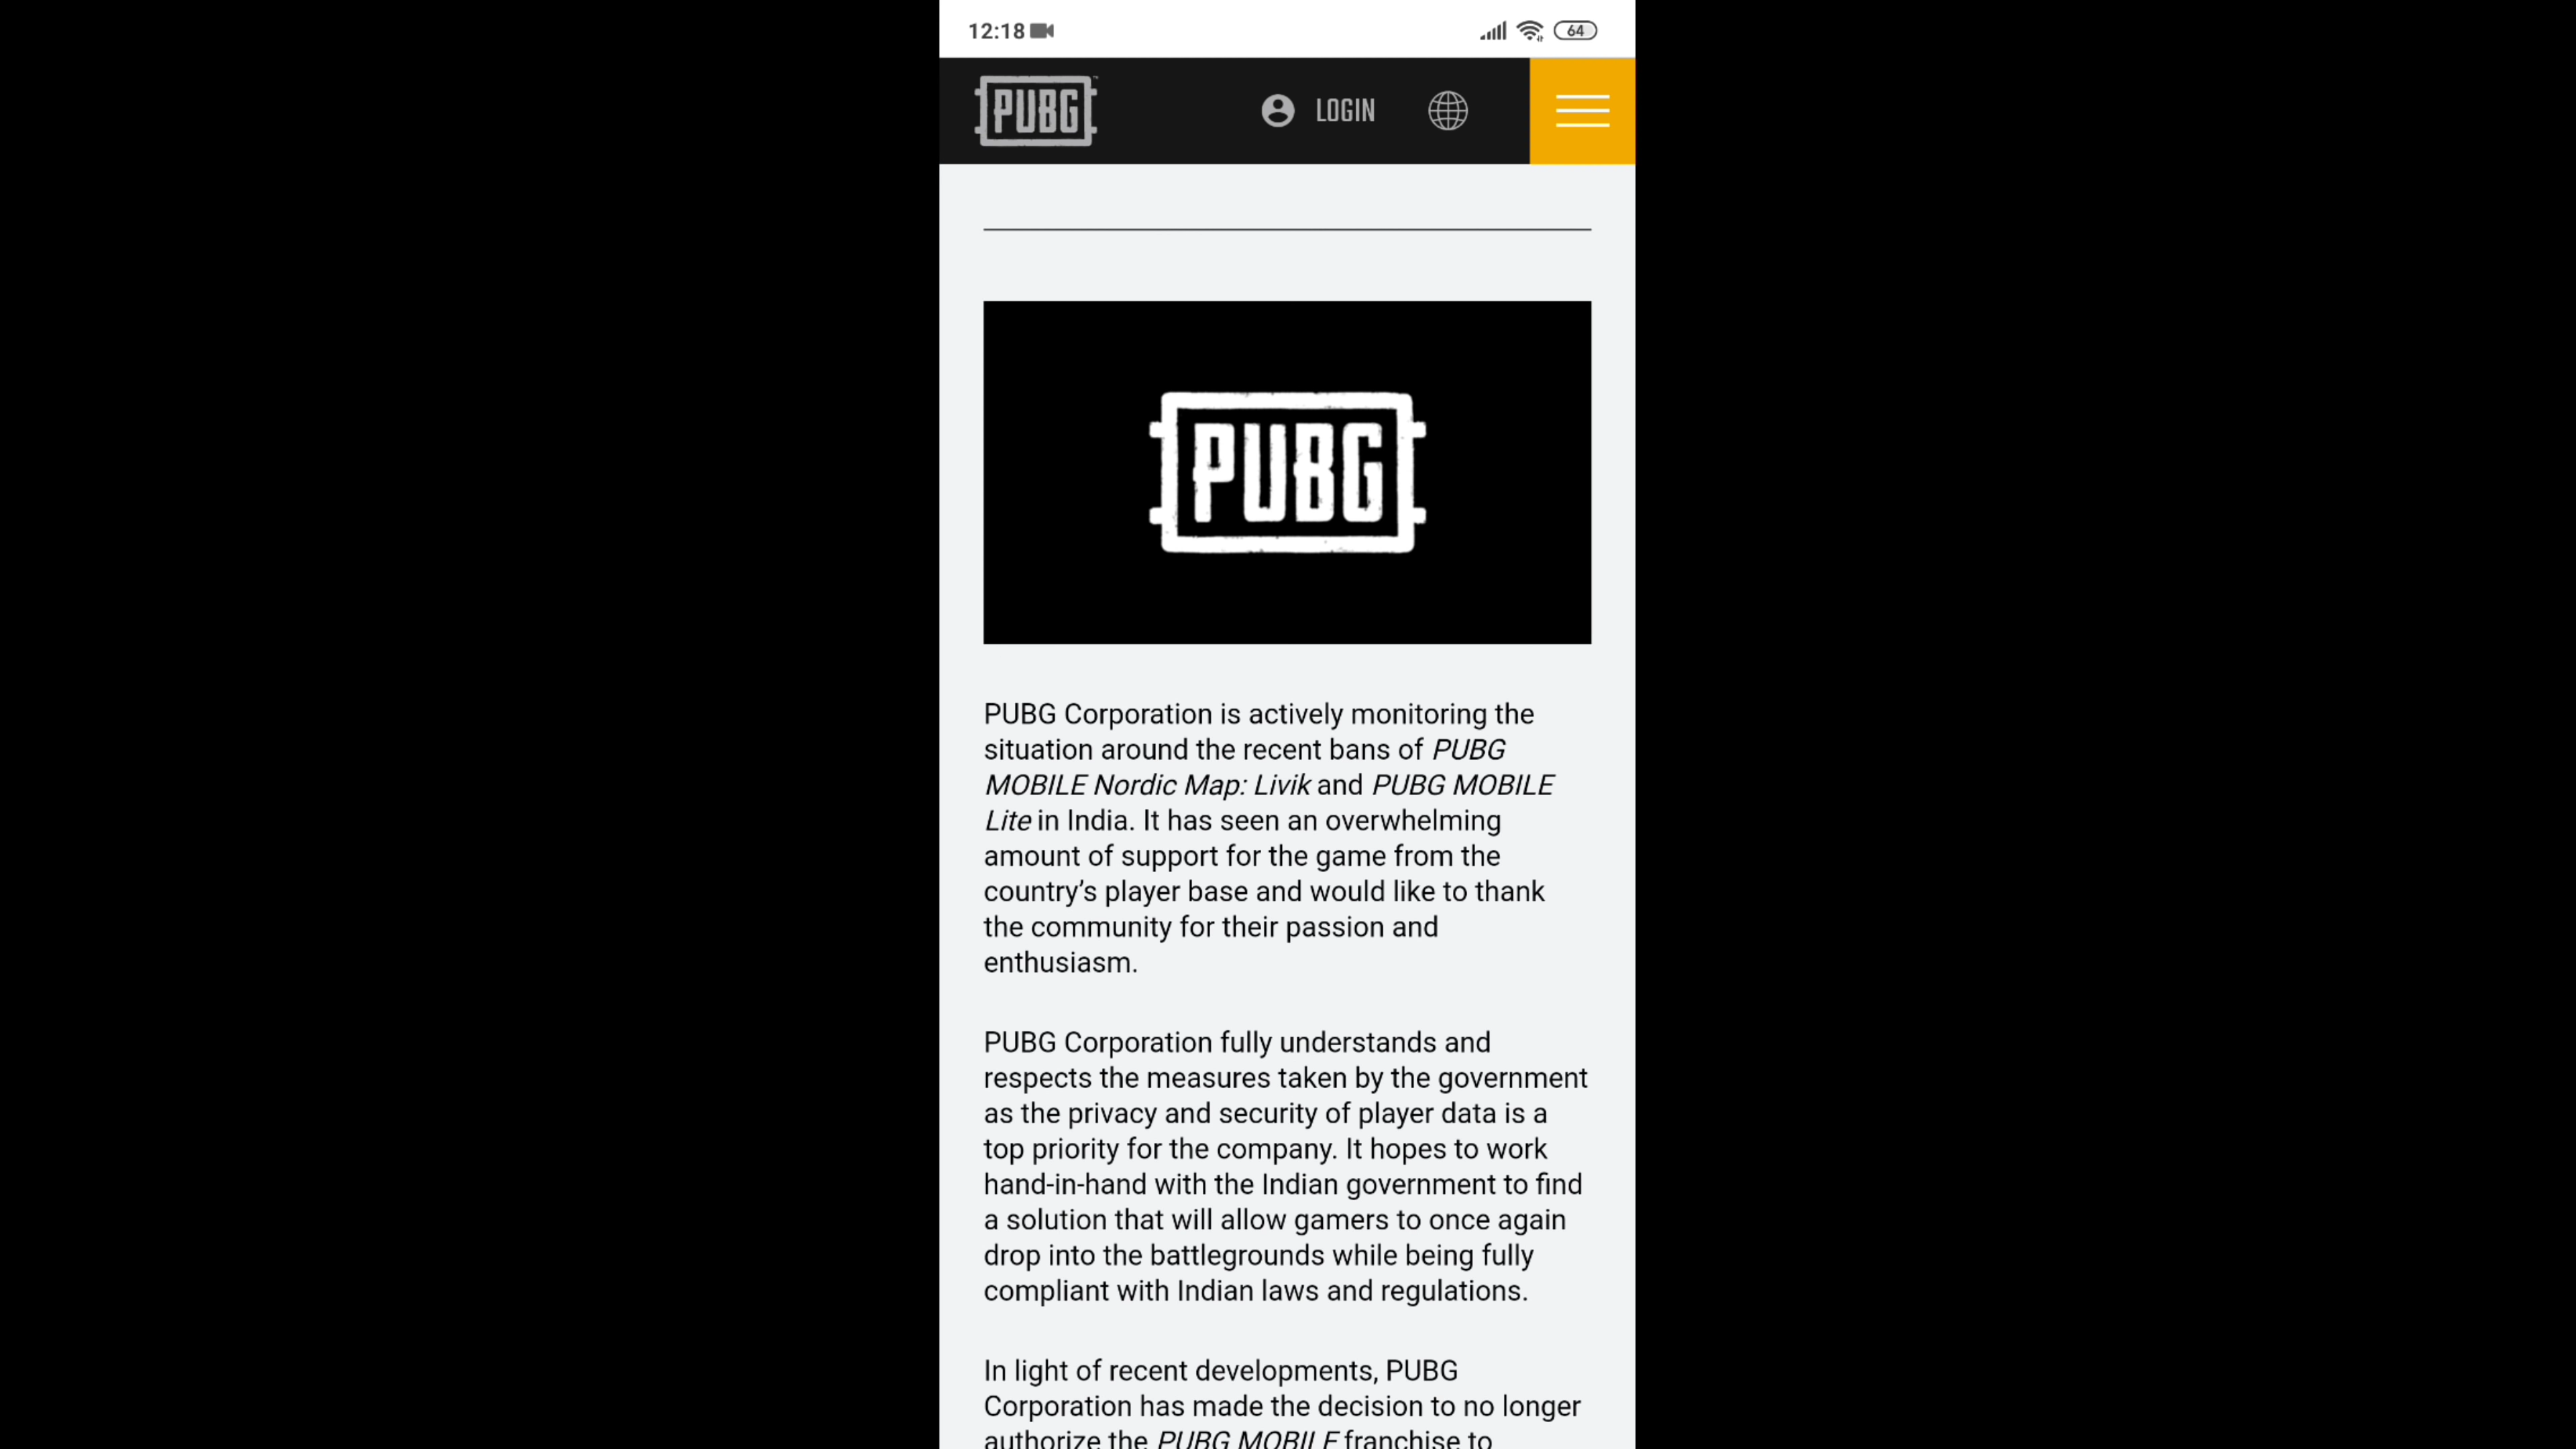 12:18
64
PUBG
LOGIN
PUBG
PUBG Corporation is actively monitoring the
situation around the recent bans of PUBG
MOBILE Nordic Map: Livik and PUBG MOBILE
Lite in India. It has seen an overwhelming
amount of support for the game from the
country’s player base and would like to thank
the community for their passion and
enthusiasm.
PUBG Corporation fully understands and
respects the measures taken by the government
as the privacy and security of player data is a
top priority for the company. It hopes to work
hand-in-hand with the Indian government to find
a solution that will allow gamers to once again
drop into the battlegrounds while being fully
compliant with Indian laws and regulations.
In light of recent developments, PUBG
Corporation has made the decision to no longer
authorize the PUBG MOBILE franchise to